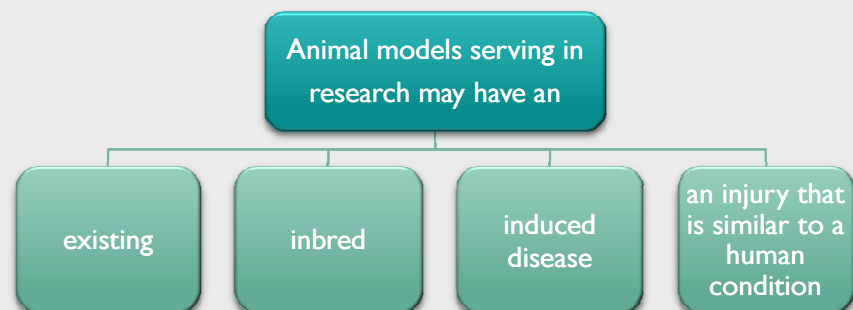 Animal models serving in
research may have an
existing
inbred
induced
disease
an injury that
is similar to a
human
condition